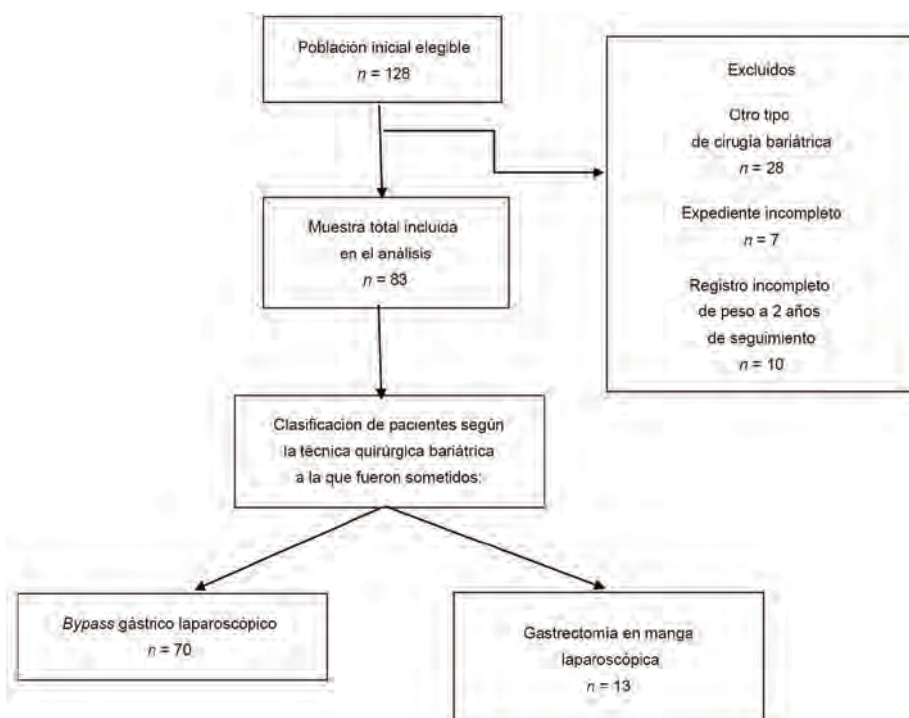 Población inicial elegible
n = 128
Excluidos
Otro tipo
de cirugía bariátrica
n = 28
Expediente incompleto
n = 7
Registro incompleto
de peso a 2 años
de seguimiento
n = 10
Muestra total incluida
en el análisis
n = 83
Clasificación de pacientes según
la técnica quirúrgica bariátrica
a la que fueron sometidos:
Bypass gástrico laparoscópico
n = 70
Gastrectomía en manga
laparoscópica
n = 13